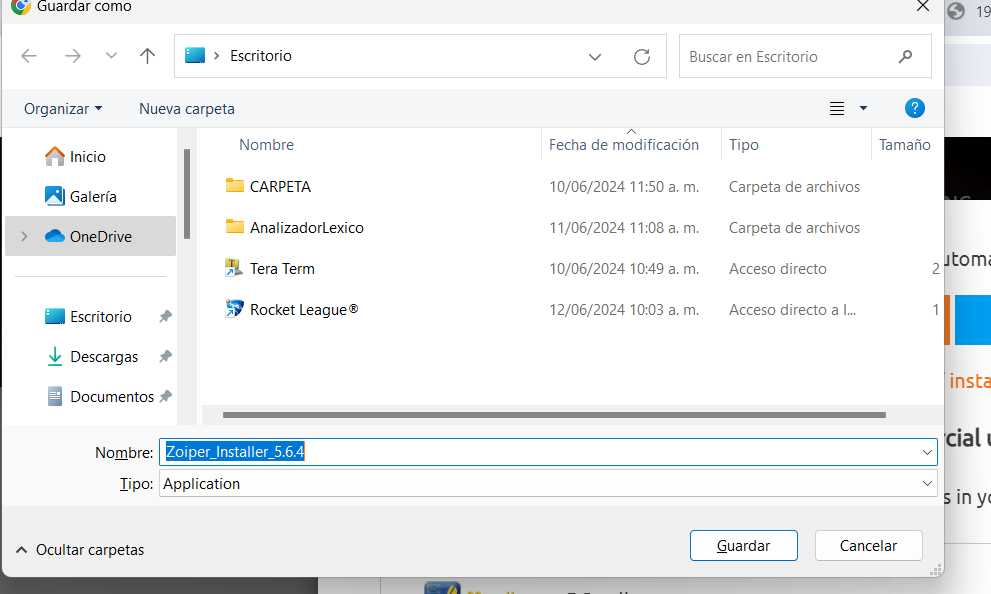 Guardar como
19
Escritorio
Buscar en Escritorio
Organizar
Nueva carpeta
Nombre
Fecha de modificación
Tipo
Tamaño
Inicio
Galería
OneDrive
Escritorio
Descargas
Documentos
CARPETA 10/06/2024 11:50 a. m. Carpeta de archivos
AnalizadorLexico 11/06/2024 11:08 a. m. Carpeta de archivos
Tera Term 10/06/2024 10:49 a. m. Acceso directo 2
Rocket League® 12/06/2024 10:03 a. m. Acceso directo a I... 1
Nombre: Zoiper_Installer_5.6.4
Tipo: Application
Ocultar carpetas
Guardar
Cancelar
utoma
insta
cial u
s in yo